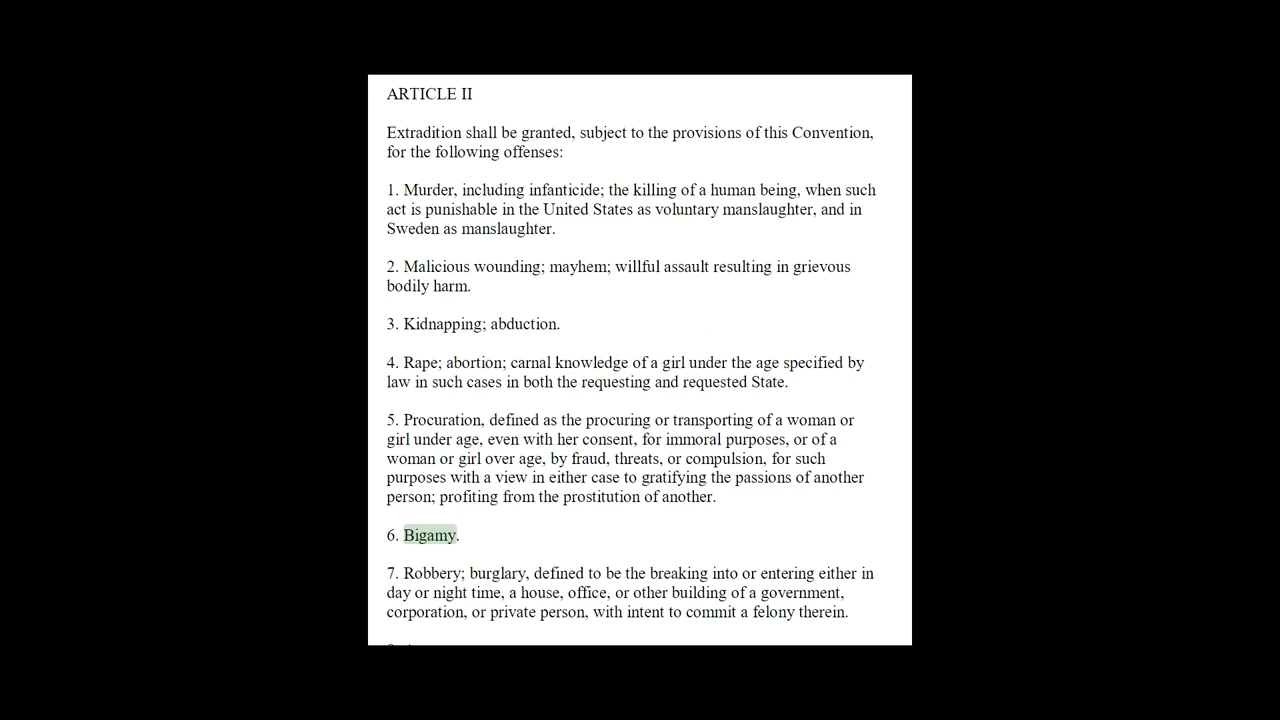 ARTICLE II
Extradition shall be granted, subject to the provisions of this Convention,
for the following offenses:
1. Murder, including infanticide; the killing of a human being, when such
act is punishable in the United States as voluntary manslaughter, and in
Sweden as manslaughter.
2. Malicious wounding; mayhem; willful assault resulting in grievous
bodily harm.
3. Kidnapping; abduction.
4. Rape; abortion; carnal knowledge of a girl under the age specified by
law in such cases in both the requesting and requested State.
5. Procuration, defined as the procuring or transporting of a woman or
girl under age, even with her consent, for immoral purposes, or of a
woman or girl over age, by fraud, threats, or compulsion, for such
purposes with a view in either case to gratifying the passions of another
person; profiting from the prostitution of another.
6. Bigamy.
7. Robbery; burglary, defined to be the breaking into or entering either in
day or night time, a house, office, or other building of a government,
corporation, or private person, with intent to commit a felony therein.